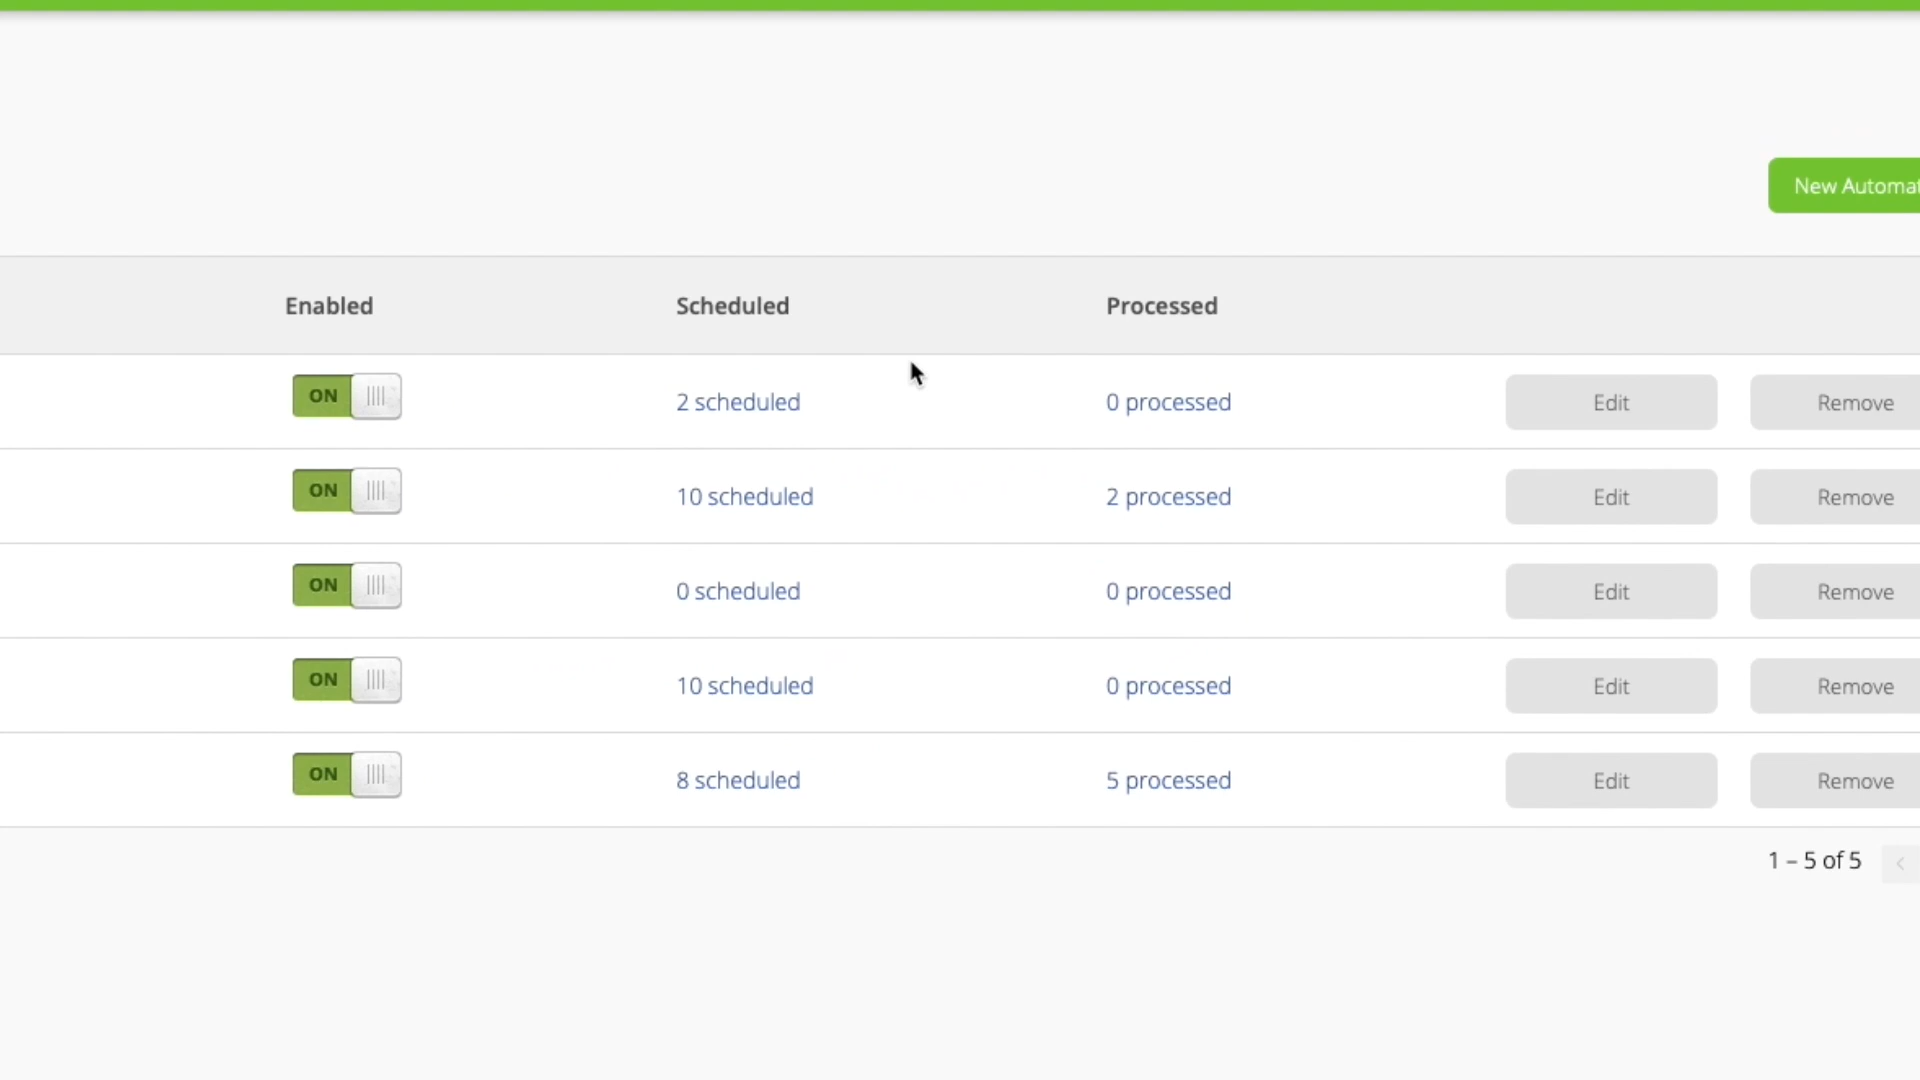 New Automat
Enabled Scheduled Processed
ON 2 scheduled 0 processed Edit Remove
ON 10 scheduled 2 processed Edit Remove
ON 0 scheduled 0 processed Edit Remove
ON 10 scheduled 0 processed Edit Remove
ON 8 scheduled 5 processed Edit Remove
1 – 5 of 5